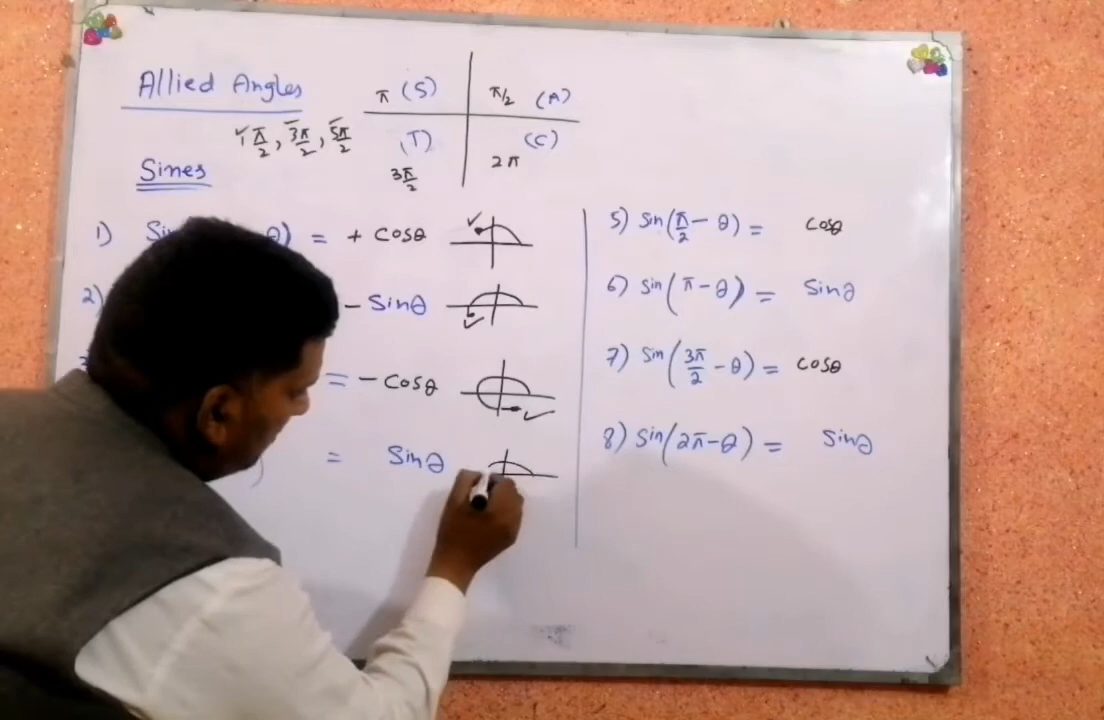 Allied Angles
π (S) π/2 (A)
(T) (C)
3π/2 2π
π/2, 3π/2, 5π/2
Sines
1) θ) = + cosθ
2) - Sinθ
= - Cosθ
) = Sinθ
5) Sin(π/2 - θ) = cosθ
6) Sin(π - θ) = Sinθ
7) Sin(3π/2 - θ) = cosθ
8) Sin(2π - θ) = Sinθ